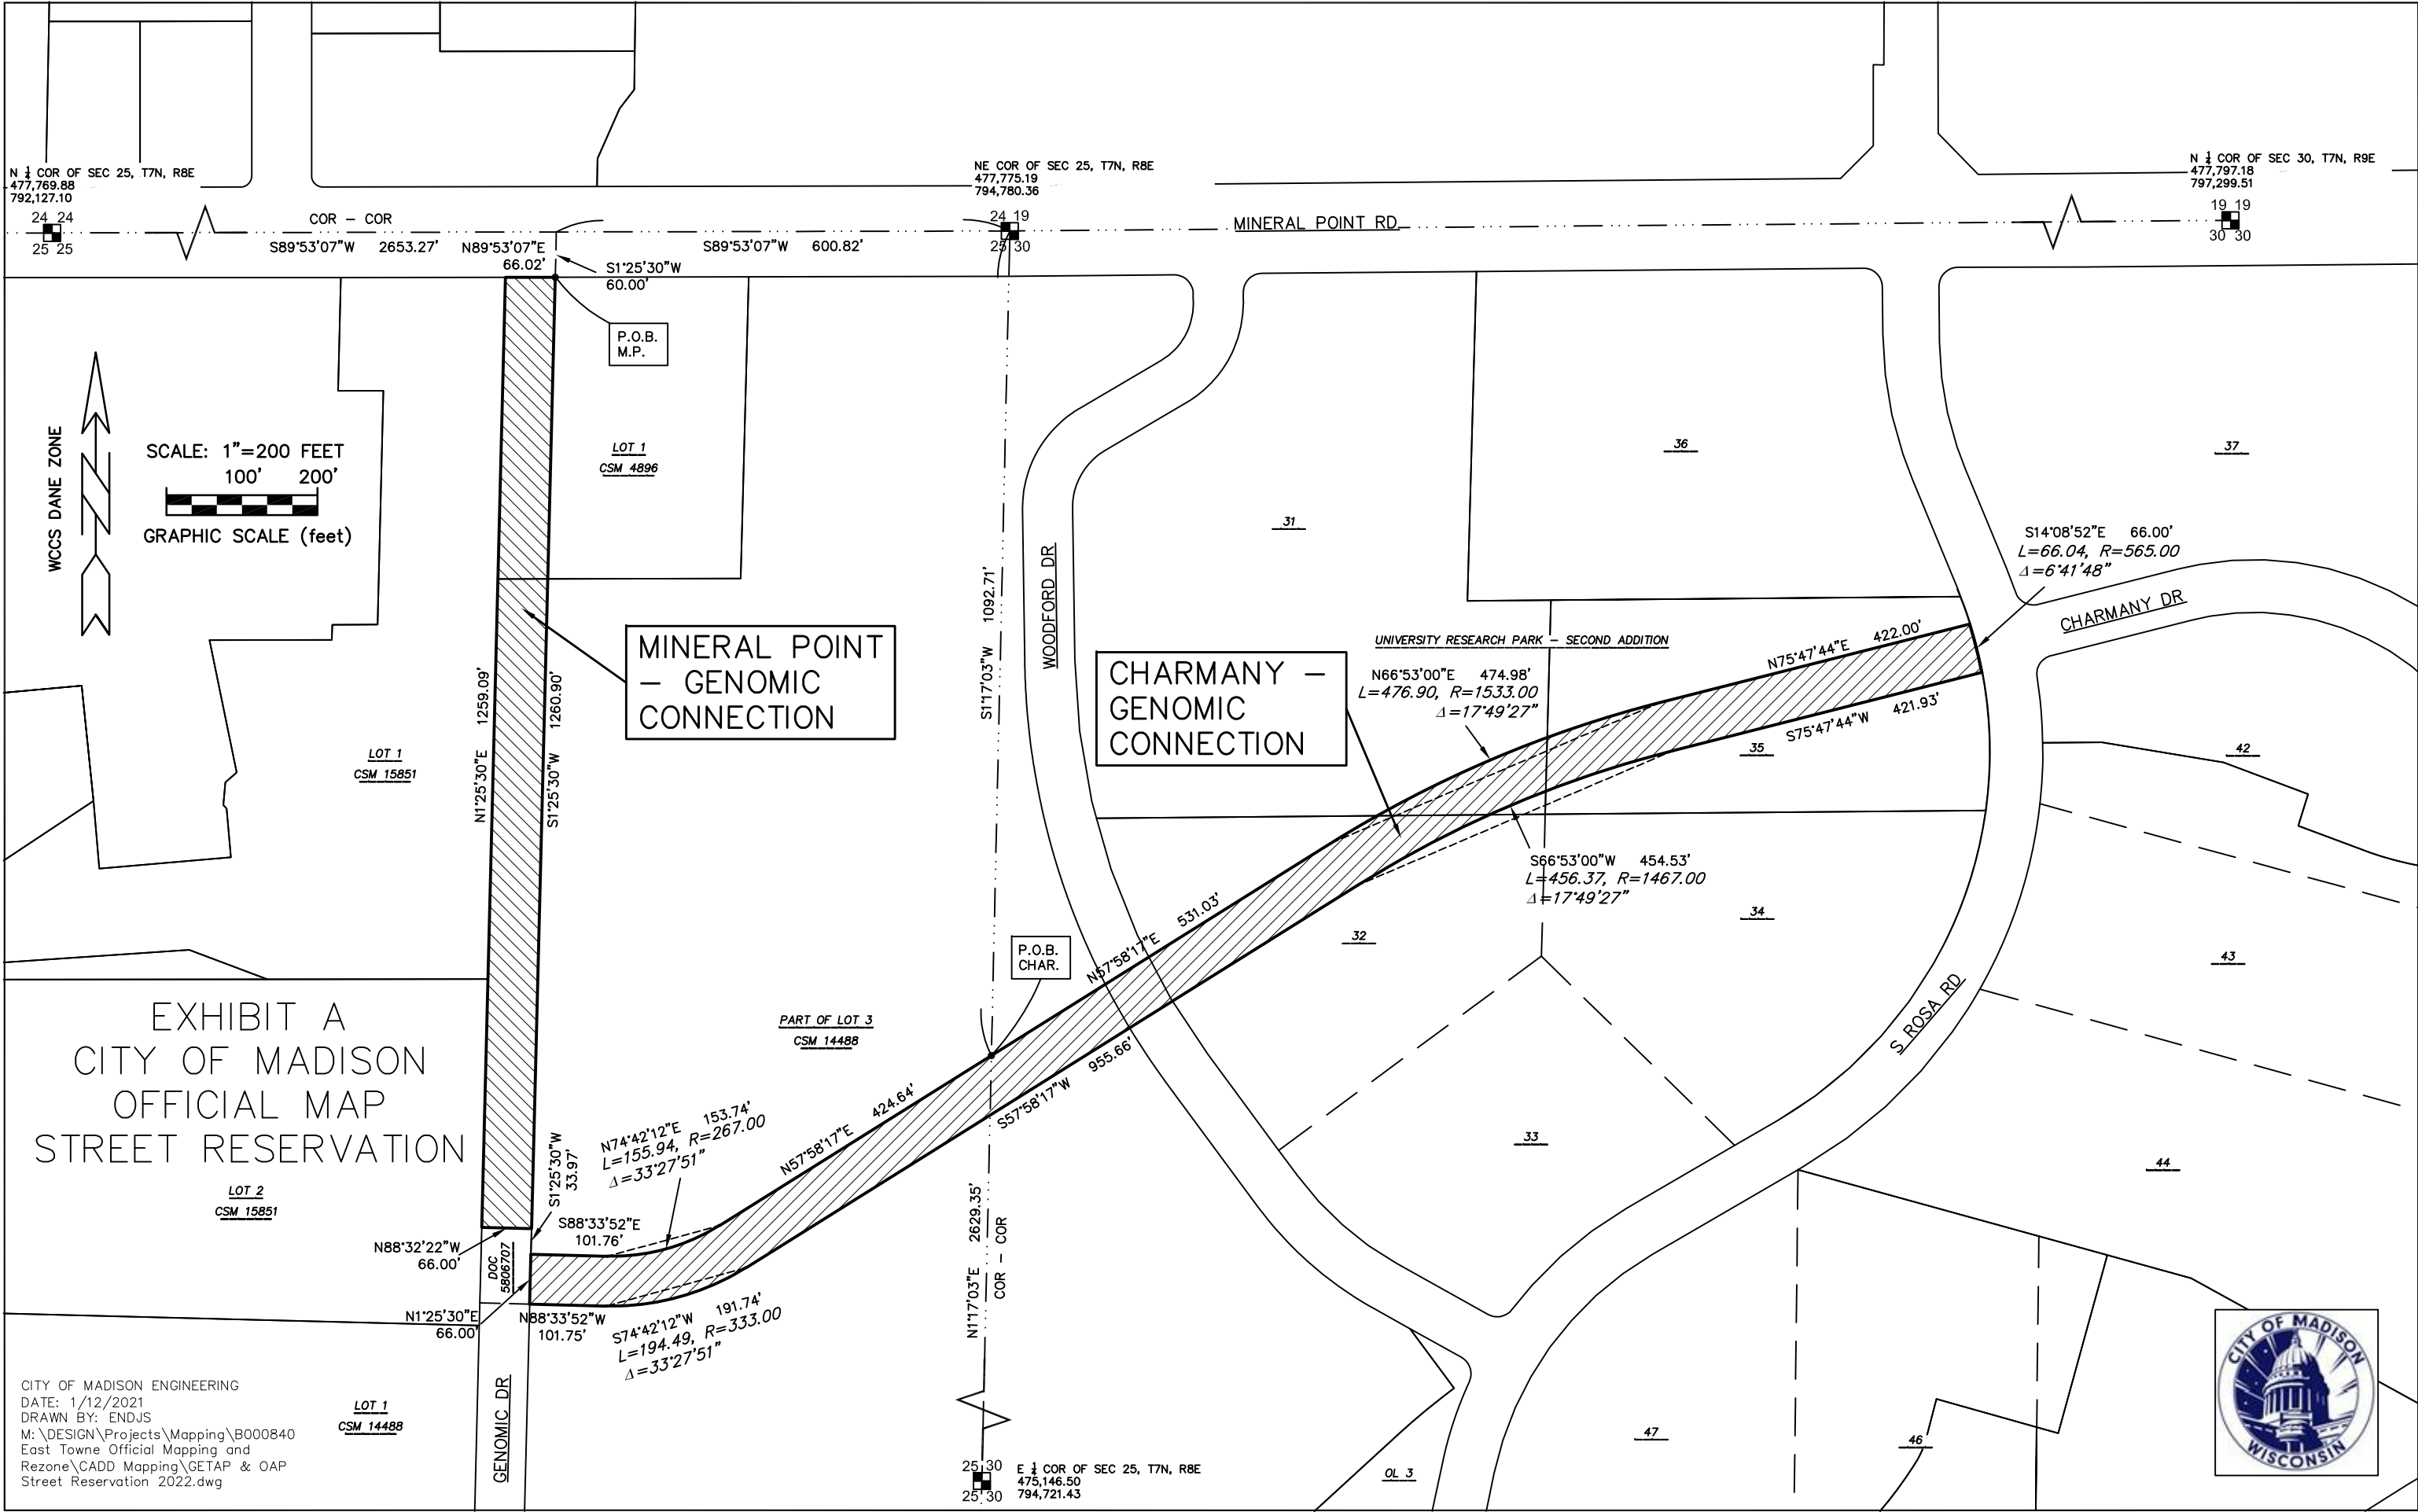 N ¼ COR OF SEC 25, T7N, R8E
477,769.88
792,127.10
24 24
25 25
COR – COR
S89°53'07"W 2653.27'
N89°53'07"E
66.02'
S1°25'30"W
60.00'
S89°53'07"W 600.82'
NE COR OF SEC 25, T7N, R8E
477,775.19
794,780.36
24 19
25 30
MINERAL POINT RD
N ¼ COR OF SEC 30, T7N, R9E
477,797.18
797,299.51
19 19
30 30
P.O.B.
M.P.
WCCS DANE ZONE
N
SCALE: 1"=200 FEET
100' 200'
GRAPHIC SCALE (feet)
LOT 1
CSM 4896
36
37
31
WOODFORD DR
S1°17'03"W 1092.71'
S14°08'52"E 66.00'
L=66.04, R=565.00
Δ=6°41'48"
CHARMANY DR
MINERAL POINT
– GENOMIC
CONNECTION
CHARMANY –
GENOMIC
CONNECTION
UNIVERSITY RESEARCH PARK – SECOND ADDITION
N66°53'00"E 474.98'
L=476.90, R=1533.00
Δ=17°49'27"
N75°47'44"E 422.00'
S75°47'44"W 421.93'
35
42
N1°25'30"E 1259.09'
S1°25'30"W 1260.90'
LOT 1
CSM 15851
S66°53'00"W 454.53'
L=456.37, R=1467.00
Δ=17°49'27"
34
32
43
N57°58'17"E 531.03'
P.O.B.
CHAR.
S ROSA RD
EXHIBIT A
CITY OF MADISON
OFFICIAL MAP
STREET RESERVATION
PART OF LOT 3
CSM 14488
S57°58'17"W 955.66'
N57°58'17"E 424.64'
N74°42'12"E 153.74'
L=155.94, R=267.00
Δ=33°27'51"
S1°25'30"W
33.97'
33
44
LOT 2
CSM 15851
S88°33'52"E
101.76'
N88°32'22"W
66.00'
DOC
5806707
N1°25'30"E
66.00'
N88°33'52"W
101.75'
S74°42'12"W 191.74'
L=194.49, R=333.00
Δ=33°27'51"
N1°17'03"E 2629.35'
COR - COR
GENOMIC DR
CITY OF MADISON ENGINEERING
DATE: 1/12/2021
DRAWN BY: ENDJS
M:\DESIGN\Projects\Mapping\B000840
East Towne Official Mapping and
Rezone\CADD Mapping\GETAP & OAP
Street Reservation 2022.dwg
LOT 1
CSM 14488
25 30
25 30
E ¼ COR OF SEC 25, T7N, R8E
475,146.50
794,721.43
OL 3
47
46
CITY OF MADISON
WISCONSIN